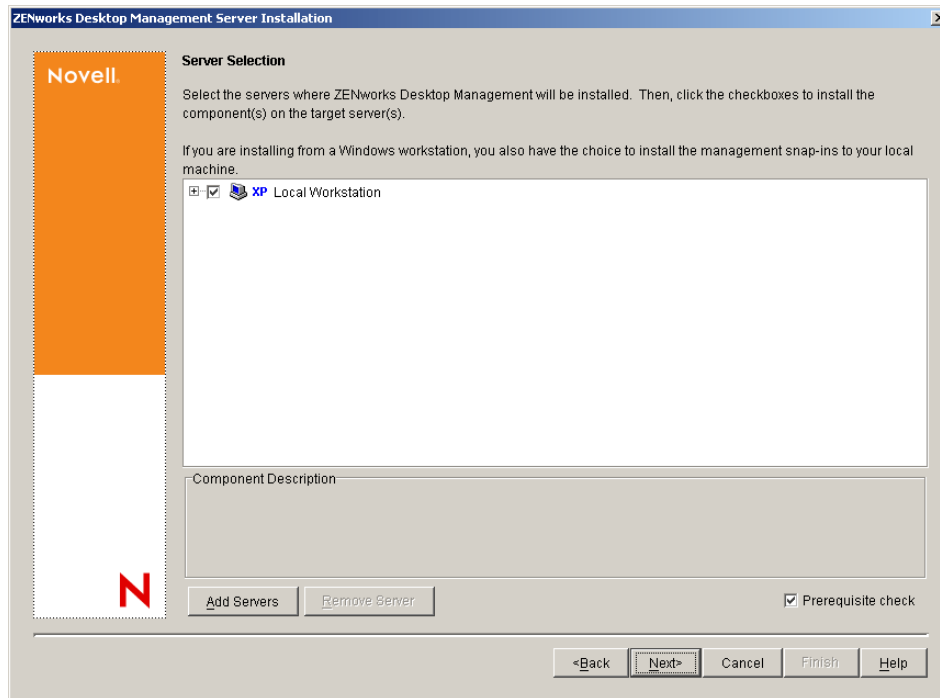 ZENworks Desktop Management Server Installation
Novell.
Server Selection
Select the servers where ZENworks Desktop Management will be installed. Then, click the checkboxes to install the
component(s) on the target server(s).
If you are installing from a Windows workstation, you also have the choice to install the management snap-ins to your local
machine.
XP Local Workstation
Component Description
N
Add Servers
Remove Server
Prerequisite check
<Back
Next>
Cancel
Finish
Help